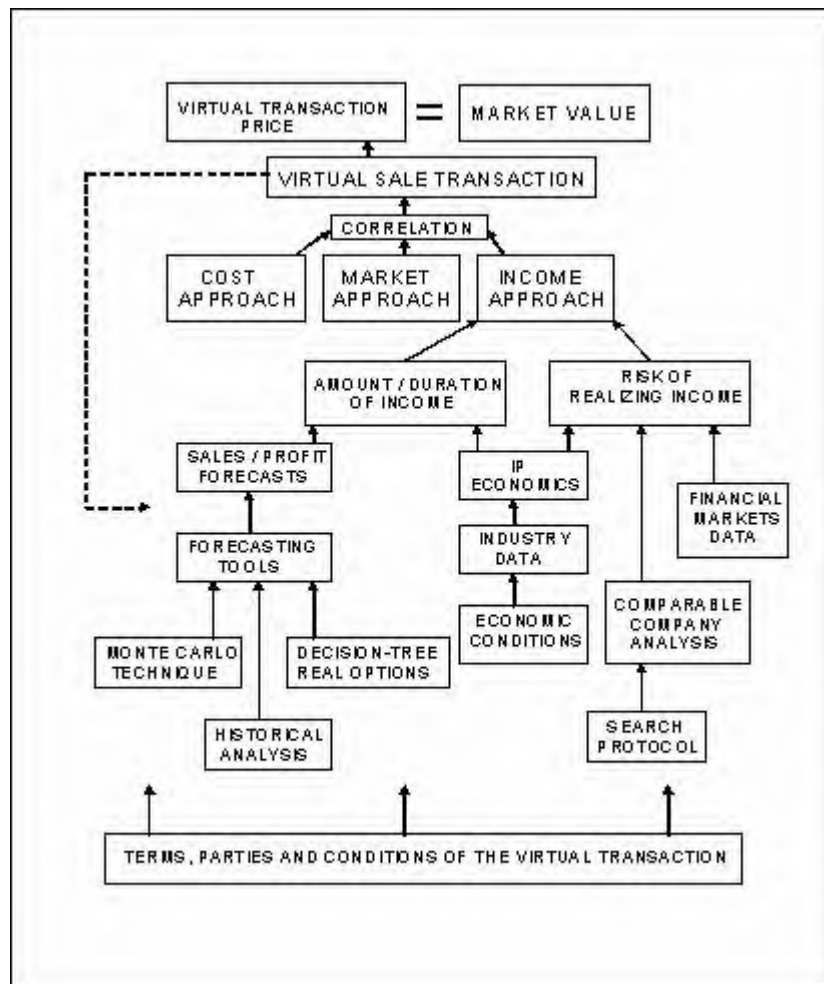 VIRTUAL TRANSACTION
PRICE
=
MARKET VALUE
VIRTUAL SALE TRANSACTION
CORRELATION
COST
APPROACH
MARKET
APPROACH
INCOME
APPROACH
AMOUNT / DURATION
OF INCOME
RISK OF
REALIZING INCOME
SALES / PROFIT
FORECASTS
IP
ECONOMICS
FINANCIAL
MARKETS
DATA
FORECASTING
TOOLS
INDUSTRY
DATA
COMPARABLE
COMPANY
ANALYSIS
ECONOMIC
CONDITIONS
MONTE CARLO
TECHNIQUE
DECISION-TREE
REAL OPTIONS
HISTORICAL
ANALYSIS
SEARCH
PROTOCOL
TERMS, PARTIES AND CONDITIONS OF THE VIRTUAL TRANSACTION